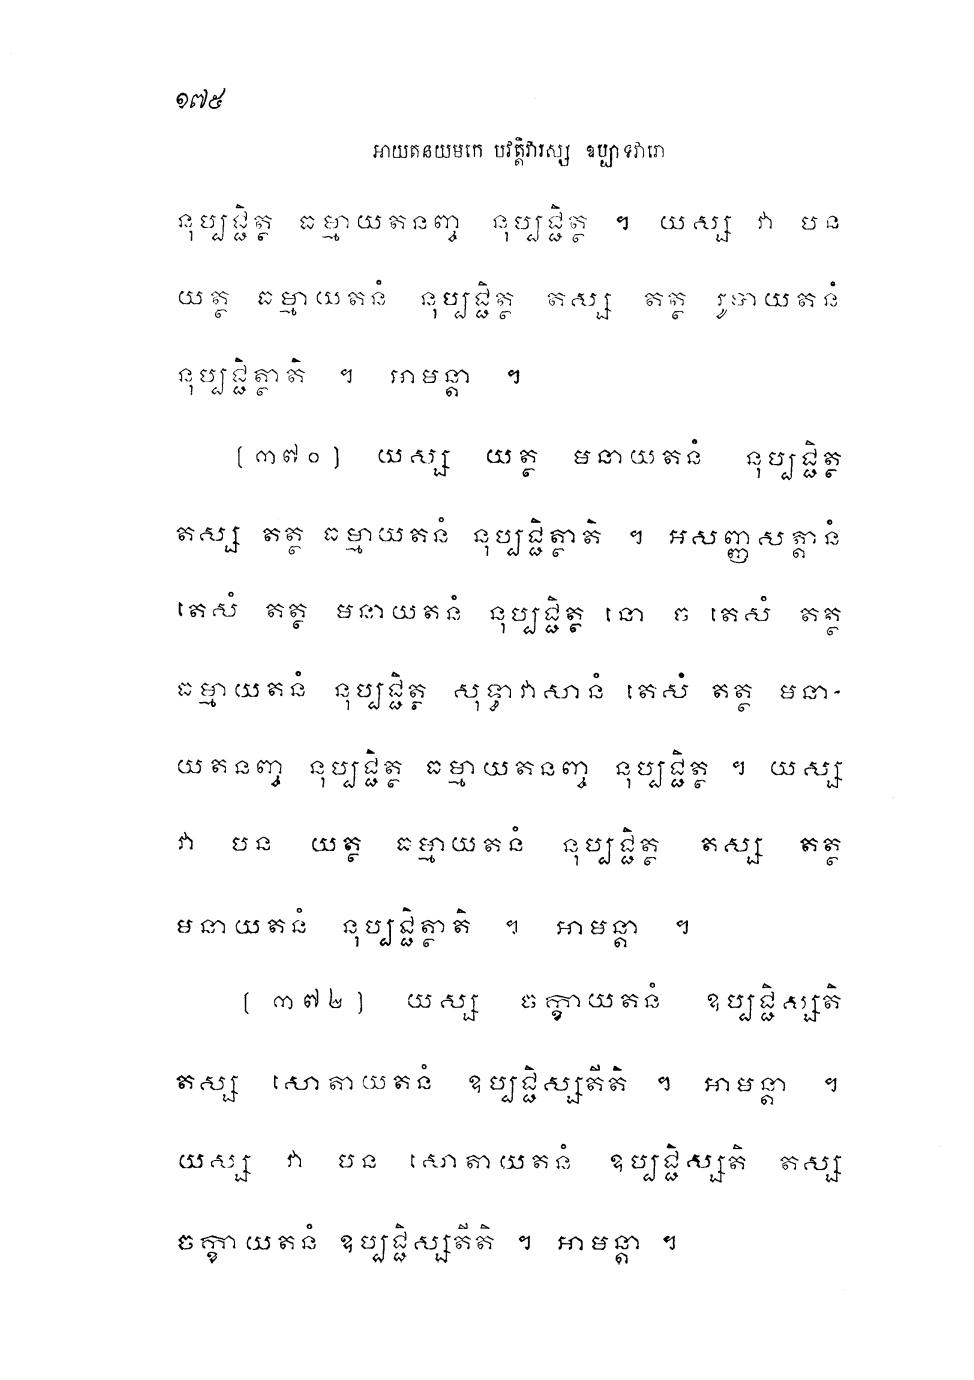 ១៧៥
អាយតនយមកេ បវត្តិវារស្ស ឧប្បាទវារោ
នុប្បជ្ជិត្ថ ធម្មាយតនញ្ច នុប្បជ្ជិត្ថ ។ យស្ស វា បន
យត្ថ ធម្មាយតនំ នុប្បជ្ជិត្ថ តស្ស តត្ថ រូបាយតនំ
នុប្បជ្ជិត្ថាតិ ។ អាមន្តា ៗ
(៣៧០) យស្ស យត្ថ មនាយតនំ នុប្បជ្ជិត្ថ
តស្ស តត្ថ ធម្មាយតនំ នុប្បជ្ជិត្ថាតិ ។ អសញ្ញសត្តានំ
តេសំ តត្ថ មនាយតនំ នុប្បជ្ជិត្ថ នោ ច តេសំ តត្ថ
ធម្មាយតនំ នុប្បជ្ជិត្ថ សុទ្ធាវាសានំ តេសំ តត្ថ មនា-
យតនញ្ច នុប្បជ្ជិត្ថ ធម្មាយតនញ្ច នុប្បជ្ជិត្ថ ។ យស្ស
វា បន យត្ថ ធម្មាយតនំ នុប្បជ្ជិត្ថ តស្ស តត្ថ
មនាយតនំ នុប្បជ្ជិត្ថាតិ ។ អាមន្តា ។
(៣៧២) យស្ស ចក្ខាយតនំ ឧប្បជ្ជិស្សតិ
តស្ស សោតាយតនំ ឧប្បជ្ជិស្សតីតិ ។ អាមន្តា ។
យស្ស វា បន សោតាយតនំ ឧប្បជ្ជិស្សតិ តស្ស
ចក្ខាយតនំ ឧប្បជ្ជិស្សតីតិ ។ អាមន្តា ។